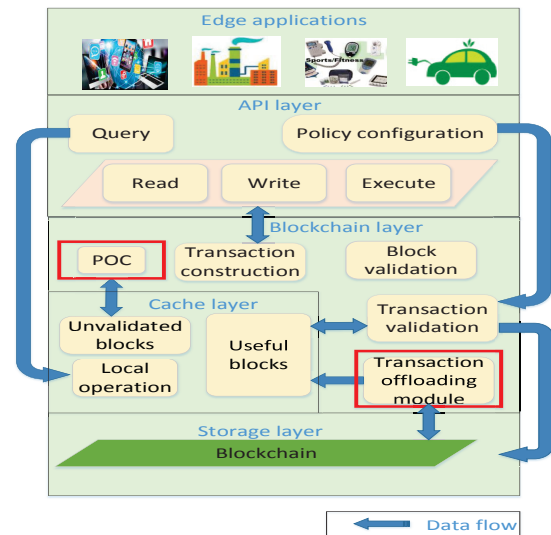 Edge applications
Sports/Fitness
API layer
Query
Policy configuration
Read
Write
Execute
Blockchain layer
POC
Transaction
construction
Block
validation
Cache layer
Transaction
validation
Unvalidated
blocks
Useful
blocks
Local
operation
Transaction
offloading
module
Storage layer
Blockchain
Data flow